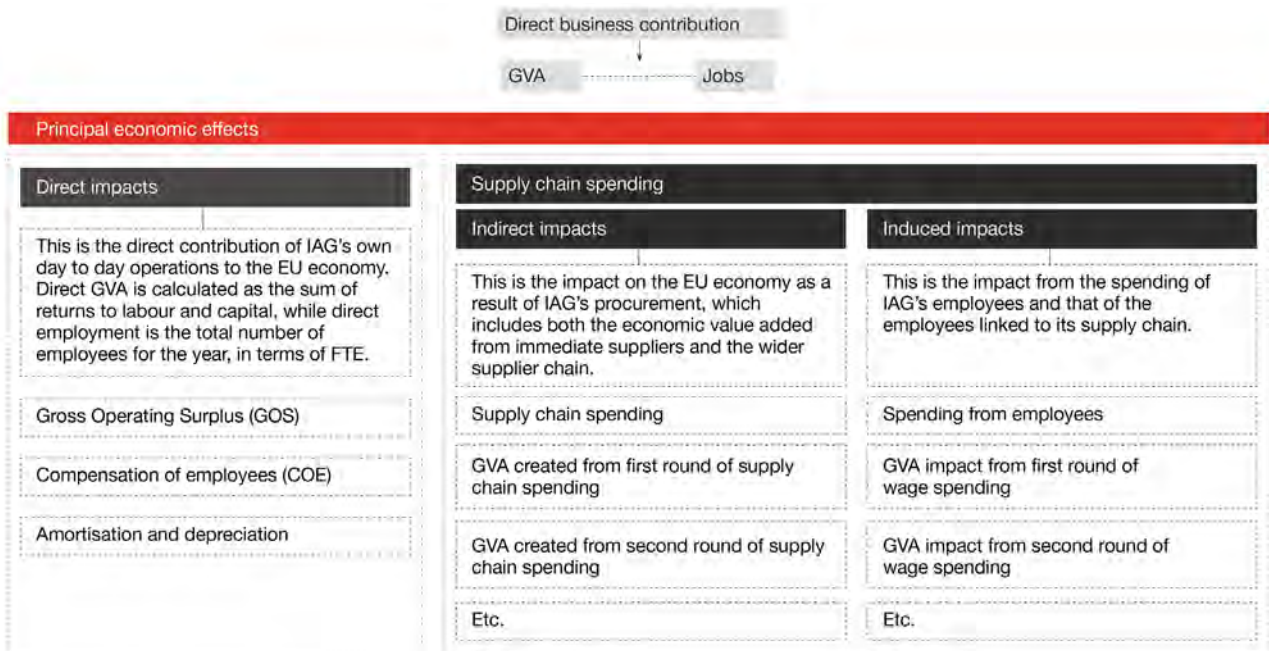 Direct business contribution
GVA
Jobs
Principal economic effects
Direct impacts
This is the direct contribution of IAG's own
day to day operations to the EU economy.
Direct GVA is calculated as the sum of
returns to labour and capital, while direct
employment is the total number of
employees for the year, in terms of FTE.
Gross Operating Surplus (GOS)
Compensation of employees (COE)
Amortisation and depreciation
Supply chain spending
Indirect impacts
This is the impact on the EU economy as a
result of IAG's procurement, which
includes both the economic value added
from immediate suppliers and the wider
supplier chain.
Supply chain spending
GVA created from first round of supply
chain spending
GVA created from second round of supply
chain spending
Etc.
Induced impacts
This is the impact from the spending of
IAG's employees and that of the
employees linked to its supply chain.
Spending from employees
GVA impact from first round of
wage spending
GVA impact from second round of
wage spending
Etc.